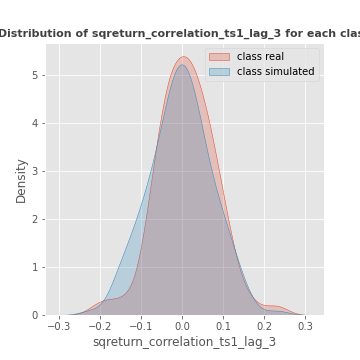 Distribution of sqreturn_correlation_ts1_lag_3 for each clas
class real
class simulated
5
4
3
2
1
0
Density
−0.3 −0.2 −0.1 0.0 0.1 0.2 0.3
sqreturn_correlation_ts1_lag_3